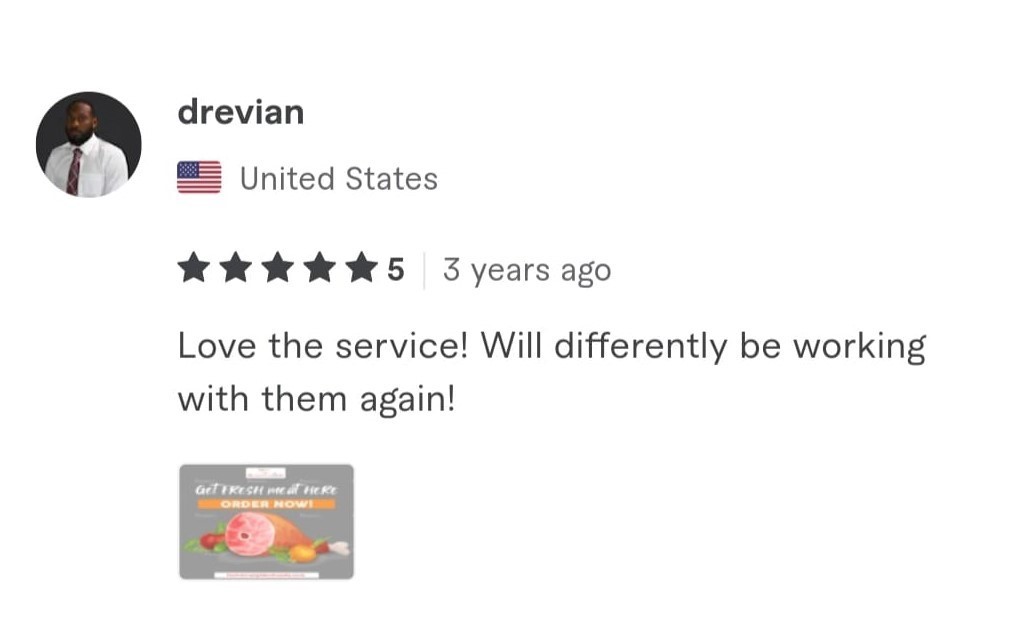 drevian
United States
5 3 years ago
Love the service! Will differently be working
with them again!
GET FRESH meat HERE
ORDER NOW!